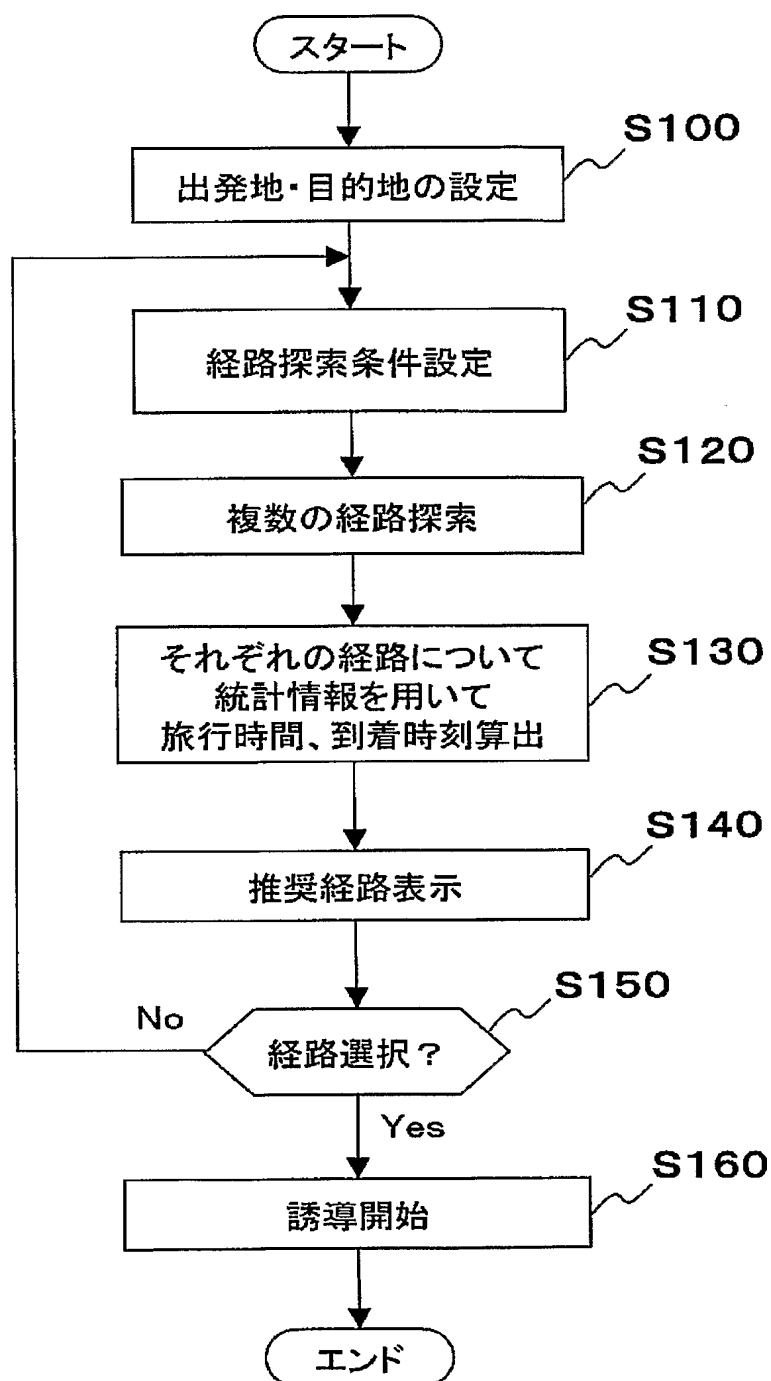 スタート
S100
出発地・目的地の設定
S110
経路探索条件設定
S120
複数の経路探索
S130
それぞれの経路について
統計情報を用いて
旅行時間、到着時刻算出
S140
推奨経路表示
S150
No
経路選択?
Yes
S160
誘導開始
エンド